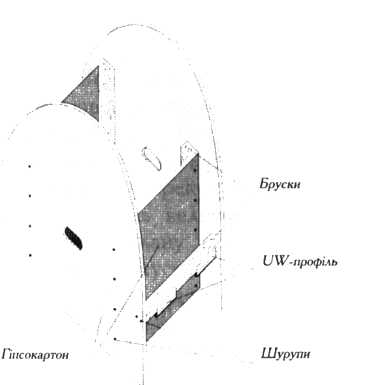 Бруски
UW-профіль
Гіпсокартон
Шурупи